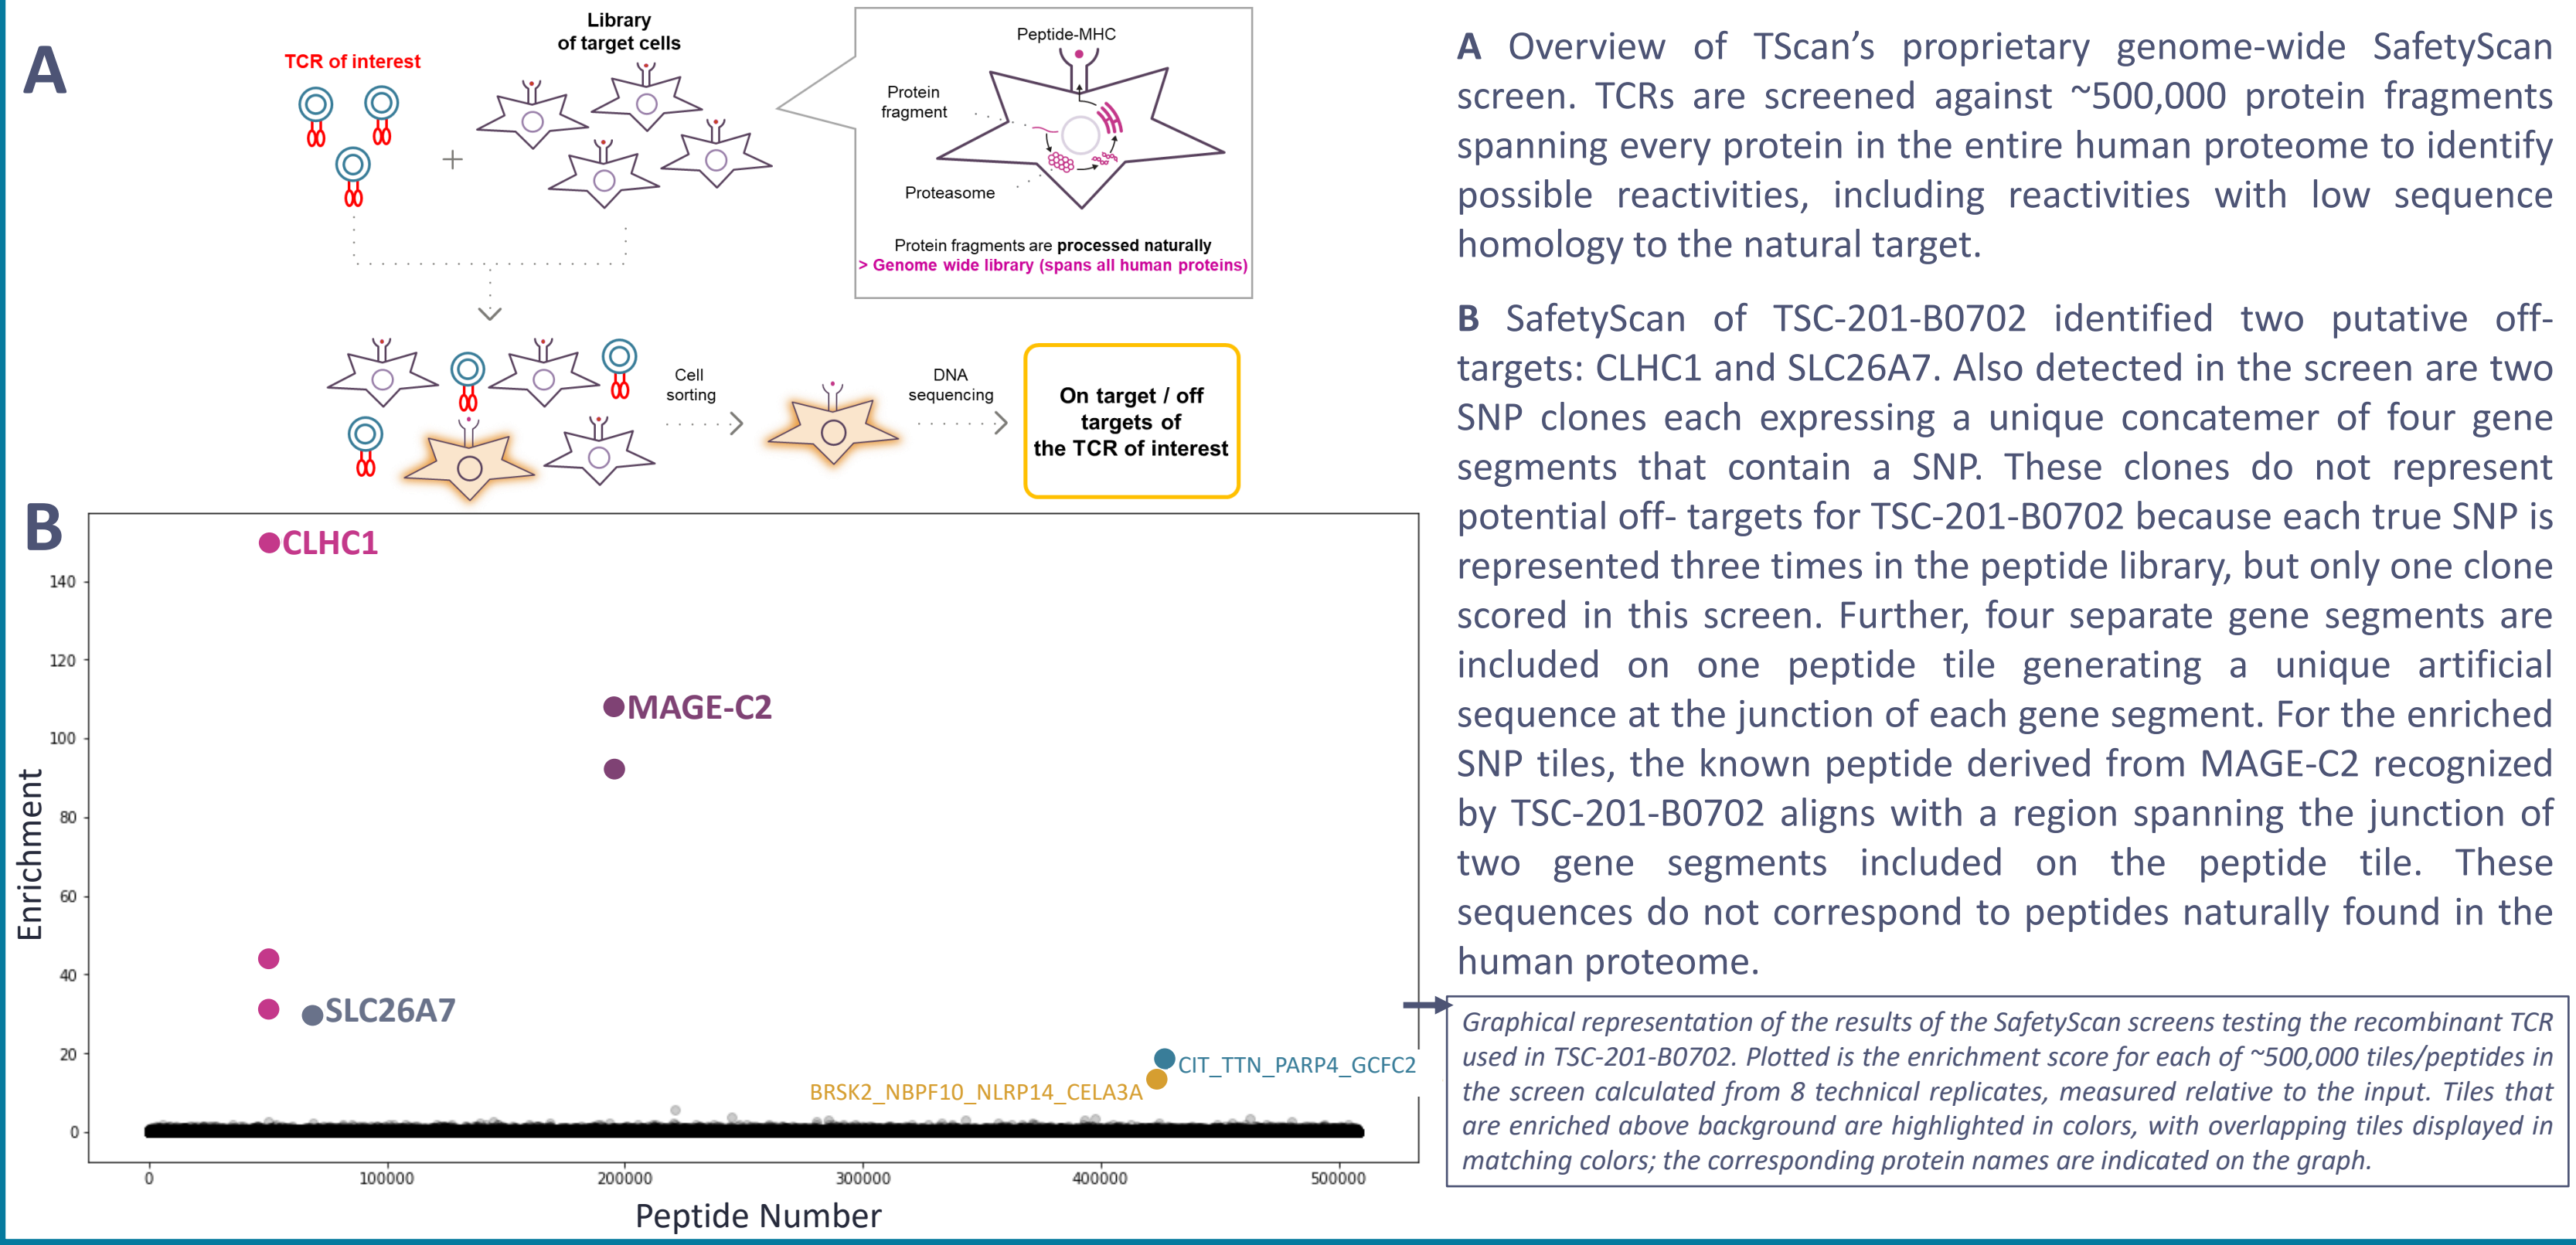 A
TCR of interest
Library
of target cells
Peptide-MHC
Protein
fragment
Proteasome
Protein fragments are processed naturally
> Genome wide library (spans all human proteins)
Cell
sorting
DNA
sequencing
On target / off
targets of
the TCR of interest
B
CLHC1
MAGE-C2
SLC26A7
CIT_TTN_PARP4_GCFC2
BRSK2_NBPF10_NLRP14_CELA3A
Enrichment
140
120
100
80
60
40
20
0
0 100000 200000 300000 400000 500000
Peptide Number
A Overview of TScan’s proprietary genome-wide SafetyScan
screen. TCRs are screened against ~500,000 protein fragments
spanning every protein in the entire human proteome to identify
possible reactivities, including reactivities with low sequence
homology to the natural target.
B SafetyScan of TSC-201-B0702 identified two putative off-
targets: CLHC1 and SLC26A7. Also detected in the screen are two
SNP clones each expressing a unique concatemer of four gene
segments that contain a SNP. These clones do not represent
potential off- targets for TSC-201-B0702 because each true SNP is
represented three times in the peptide library, but only one clone
scored in this screen. Further, four separate gene segments are
included on one peptide tile generating a unique artificial
sequence at the junction of each gene segment. For the enriched
SNP tiles, the known peptide derived from MAGE-C2 recognized
by TSC-201-B0702 aligns with a region spanning the junction of
two gene segments included on the peptide tile. These
sequences do not correspond to peptides naturally found in the
human proteome.
Graphical representation of the results of the SafetyScan screens testing the recombinant TCR
used in TSC-201-B0702. Plotted is the enrichment score for each of ~500,000 tiles/peptides in
the screen calculated from 8 technical replicates, measured relative to the input. Tiles that
are enriched above background are highlighted in colors, with overlapping tiles displayed in
matching colors; the corresponding protein names are indicated on the graph.